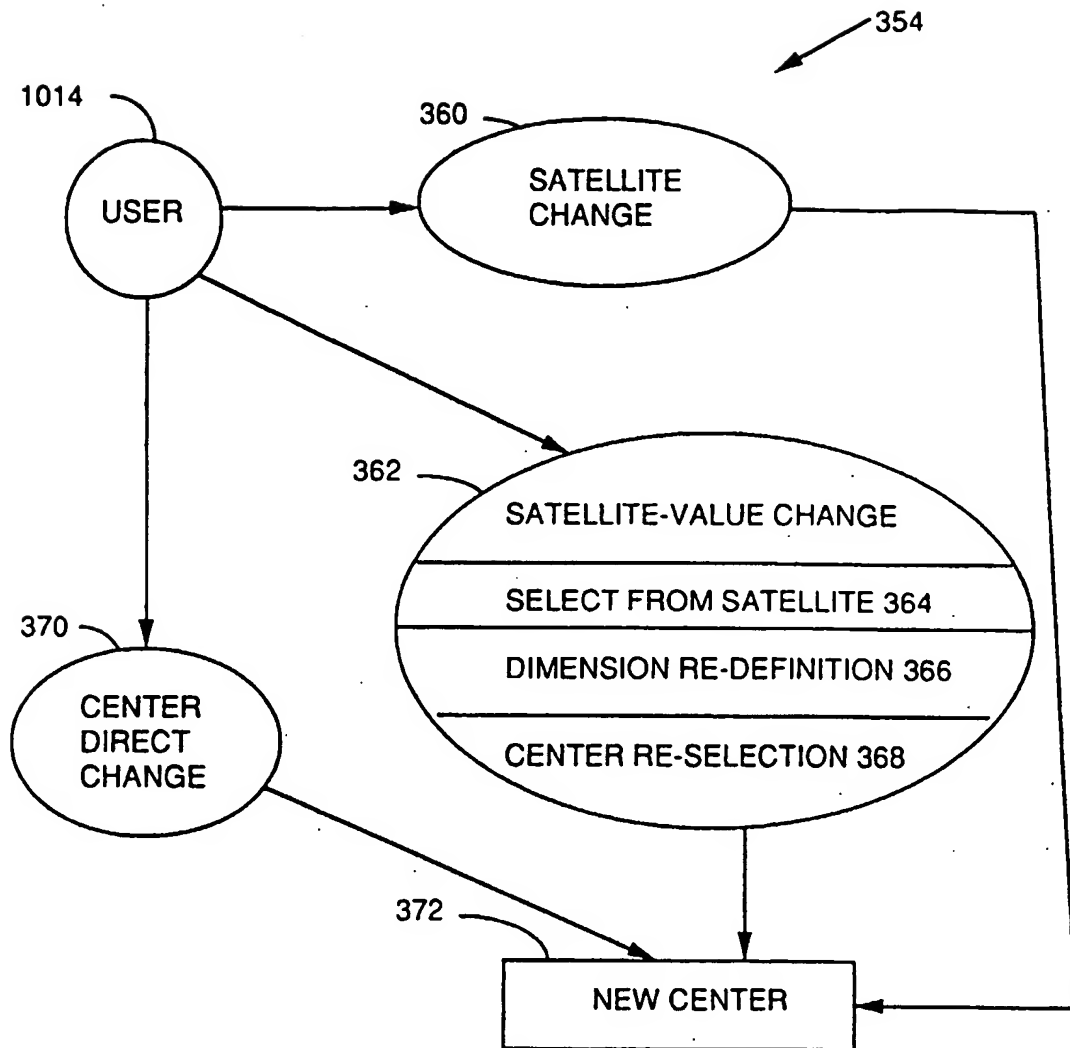 354
1014
360
USER
SATELLITE
CHANGE
362
SATELLITE-VALUE CHANGE
SELECT FROM SATELLITE 364
DIMENSION RE-DEFINITION 366
CENTER RE-SELECTION 368
370
CENTER
DIRECT
CHANGE
372
NEW CENTER